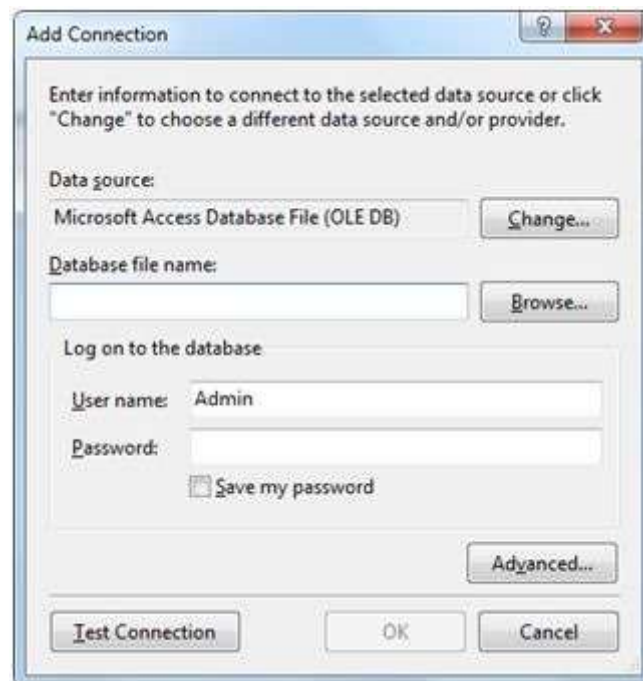 Add Connection
Enter information to connect to the selected data source or click
"Change" to choose a different data source and/or provider.
Data source:
Microsoft Access Database File (OLE DB)
Change...
Database file name:
Browse...
Log on to the database
User name:
Admin
Password:
Save my password
Advanced...
Test Connection
OK
Cancel